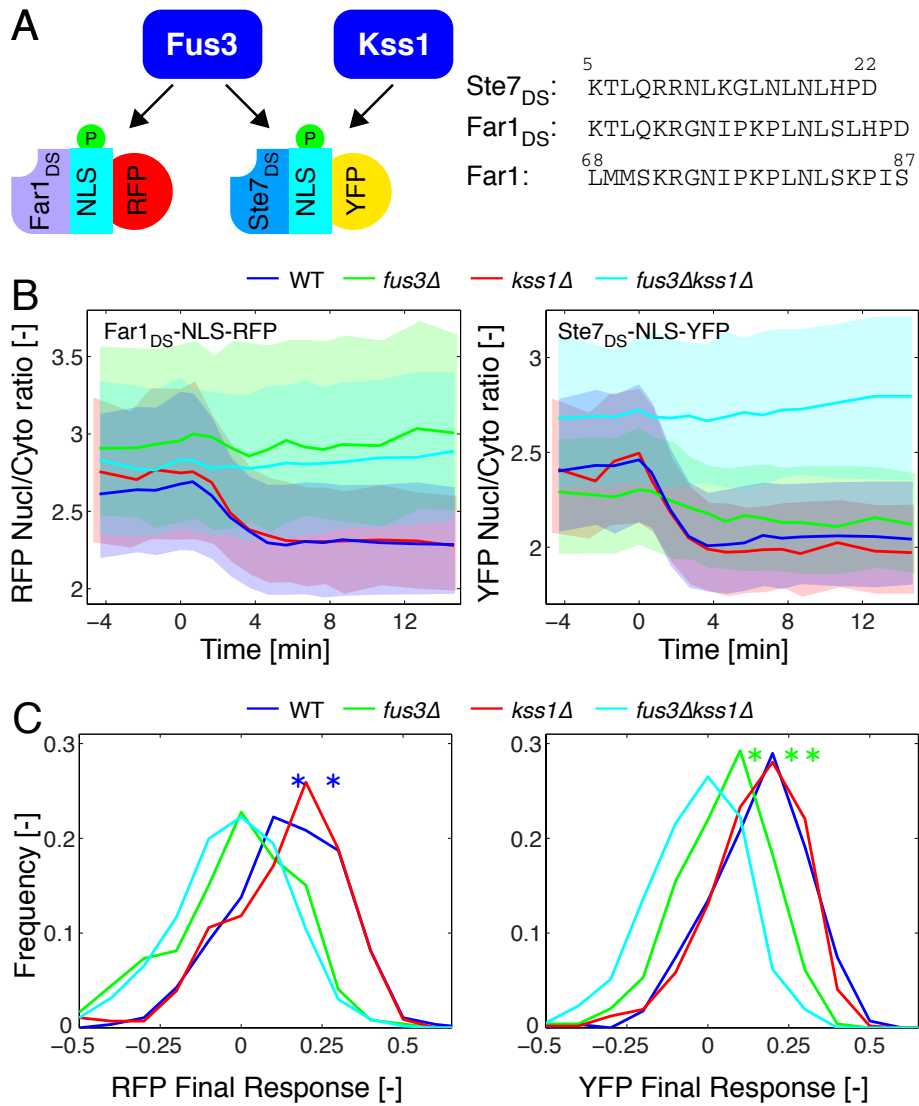 A
Fus3
Kss1
P
Far1DS
NLS
RFP
P
Ste7DS
NLS
YFP
5 22
Ste7DS: KTLQRRNLKGLNLNLHPD
Far1DS: KTLQKRGNIPKPLNLSLHPD
68 87
Far1: LMMSKRGNIPKPLNLSKPIS
B
WT fus3Δ kss1Δ fus3Δkss1Δ
Far1DS-NLS-RFP
RFP Nucl/Cyto ratio [-]
3.5
3
2.5
2
−4 0 4 8 12
Time [min]
Ste7DS-NLS-YFP
YFP Nucl/Cyto ratio [-]
3
2.5
2
−4 0 4 8 12
Time [min]
C
WT fus3Δ kss1Δ fus3Δkss1Δ
Frequency [-]
0.3
0.2
0.1
0
* *
−0.5 −0.25 0 0.25 0.5
RFP Final Response [-]
0.3
0.2
0.1
0
* * *
−0.5 −0.25 0 0.25 0.5
YFP Final Response [-]